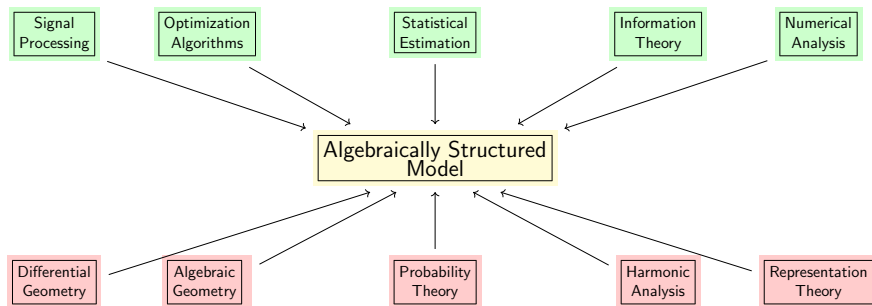 Signal
Processing
Optimization
Algorithms
Statistical
Estimation
Information
Theory
Numerical
Analysis
Algebraically Structured
Model
Differential
Geometry
Algebraic
Geometry
Probability
Theory
Harmonic
Analysis
Representation
Theory